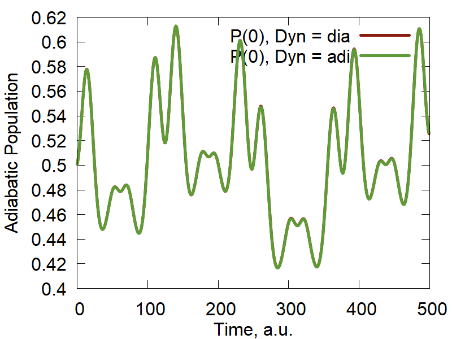 0.62
P(0), Dyn = dia
0.6
P(0), Dyn = adi
0.58
0.56
0.54
0.52
0.5
0.48
0.46
0.44
0.42
0.4
Adiabatic Population
0 100 200 300 400 500
Time, a.u.